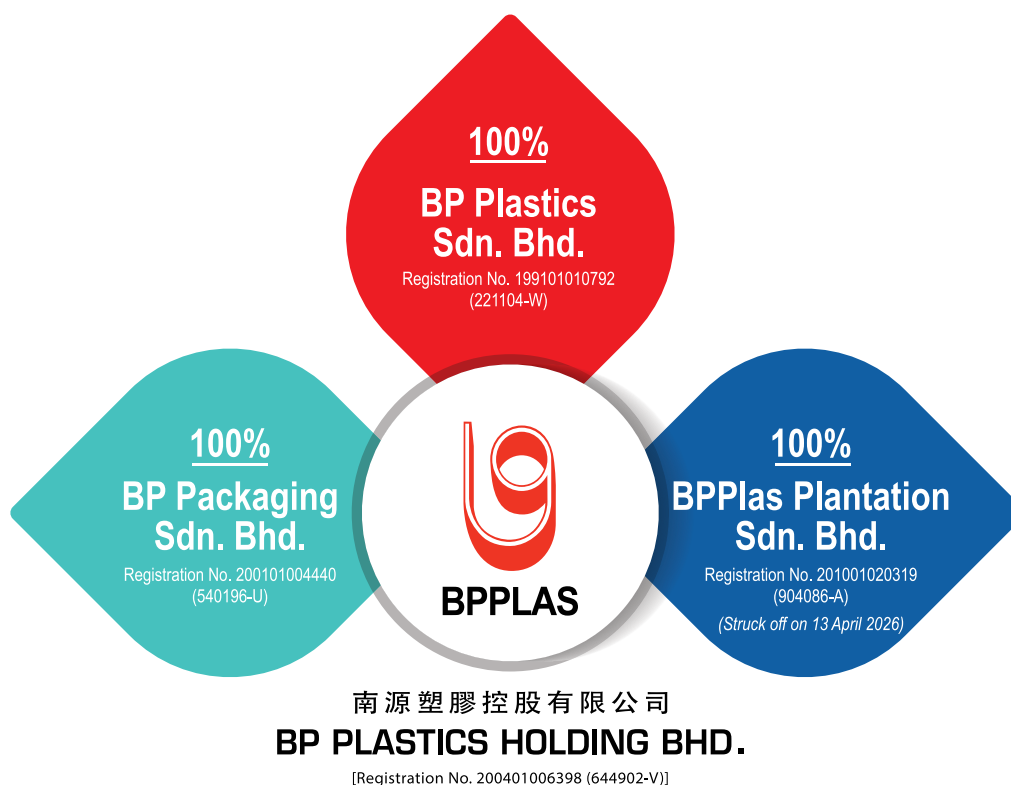 100%
BP Plastics
Sdn. Bhd.
Registration No. 199101010792
(221104-W)
100%
BP Packaging
Sdn. Bhd.
Registration No. 200101004440
(540196-U)
BPPLAS
100%
BPPlas Plantation
Sdn. Bhd.
Registration No. 201001020319
(904086-A)
(Struck off on 13 April 2026)
南源塑膠控股有限公司
BP PLASTICS HOLDING BHD.
[Registration No. 200401006398 (644902-V)]